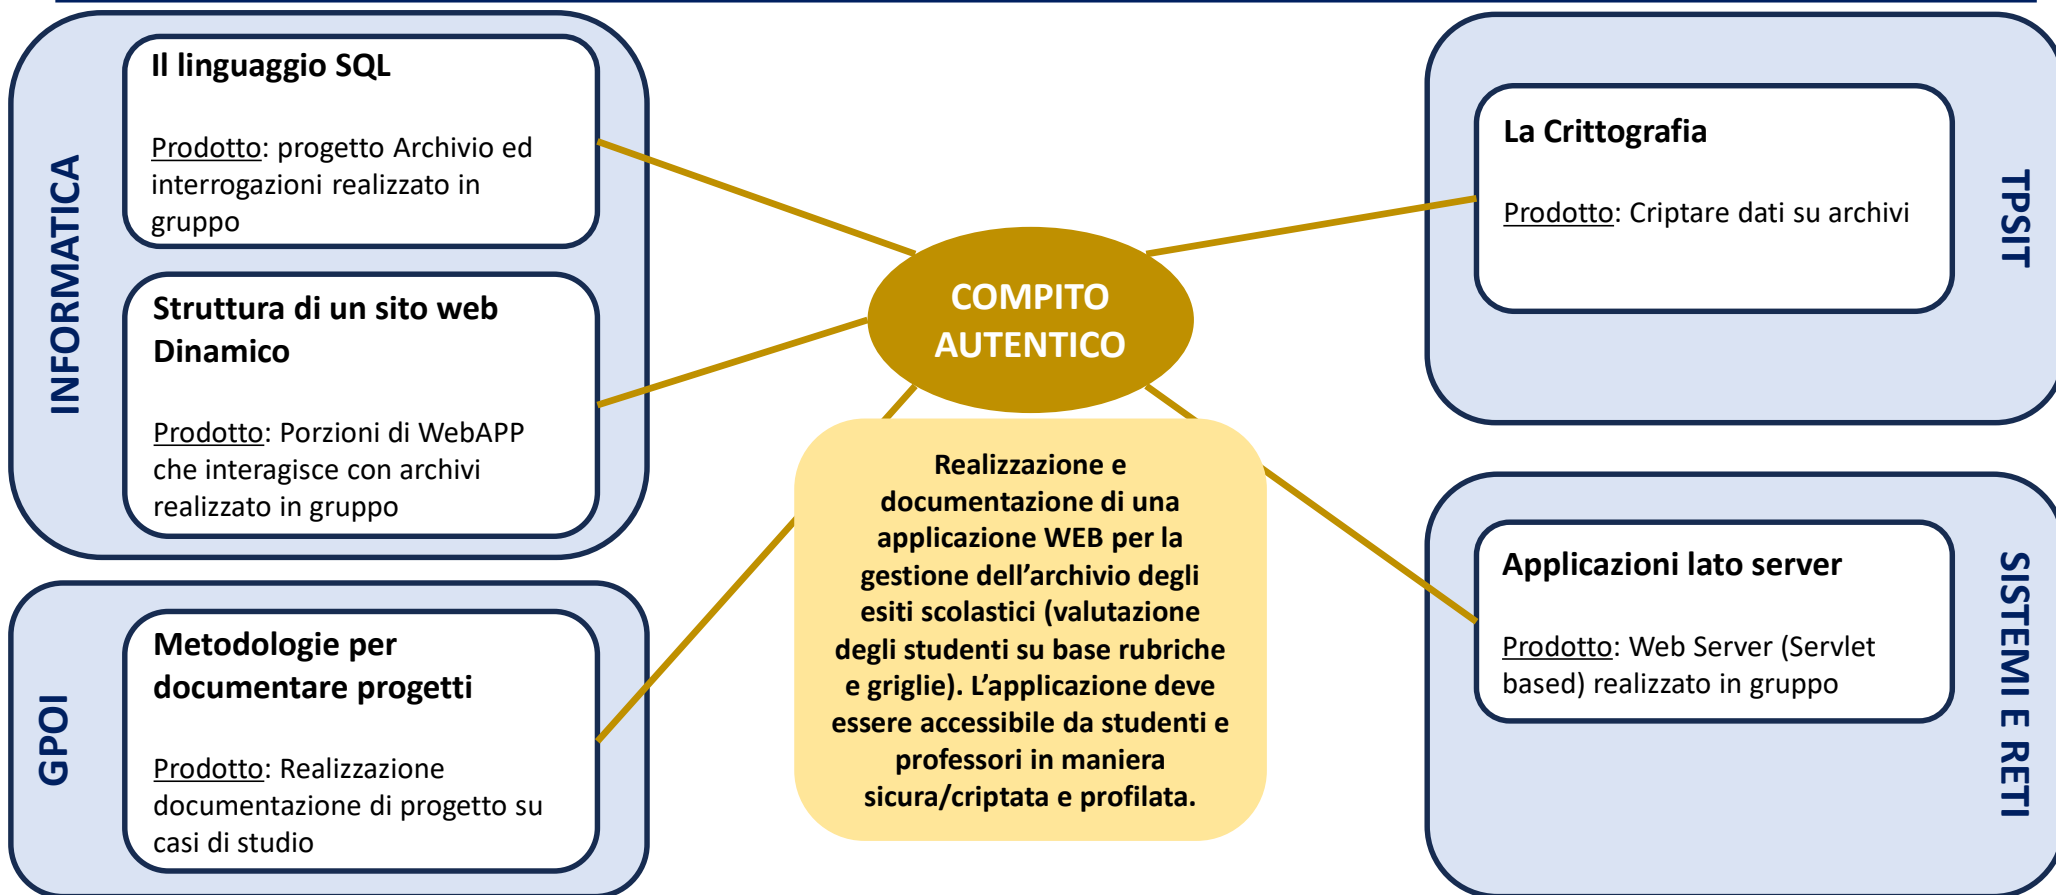 INFORMATICA
Il linguaggio SQL
Prodotto: progetto Archivio ed
interrogazioni realizzato in
gruppo
Struttura di un sito web
Dinamico
Prodotto: Porzioni di WebAPP
che interagisce con archivi
realizzato in gruppo
GPOI
Metodologie per
documentare progetti
Prodotto: Realizzazione
documentazione di progetto su
casi di studio
COMPITO
AUTENTICO
Realizzazione e
documentazione di una
applicazione WEB per la
gestione dell’archivio degli
esiti scolastici (valutazione
degli studenti su base rubriche
e griglie). L’applicazione deve
essere accessibile da studenti e
professori in maniera
sicura/criptata e profilata.
La Crittografia
Prodotto: Criptare dati su archivi
TPSIT
Applicazioni lato server
Prodotto: Web Server (Servlet
based) realizzato in gruppo
SISTEMI E RETI